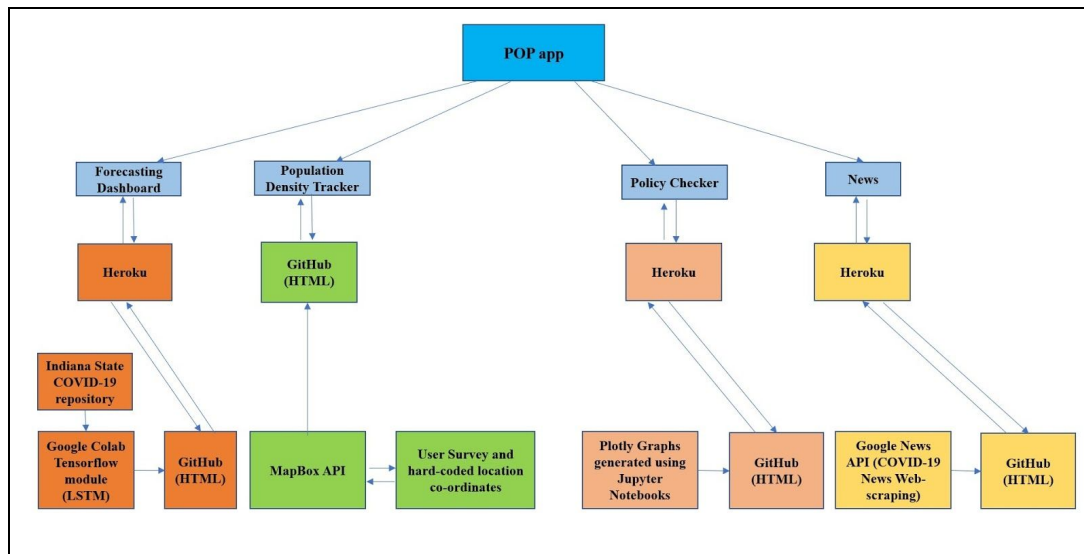 POP app
Forecasting
Dashboard
Population
Density Tracker
Policy Checker
News
Heroku
GitHub
(HTML)
Heroku
Heroku
Indiana State
COVID-19
repository
Google Colab
Tensorflow
module
(LSTM)
GitHub
(HTML)
MapBox API
User Survey and
hard-coded location
co-ordinates
Plotly Graphs
generated using
Jupyter
Notebooks
GitHub
(HTML)
Google News
API (COVID-19
News Web-
scraping)
GitHub
(HTML)